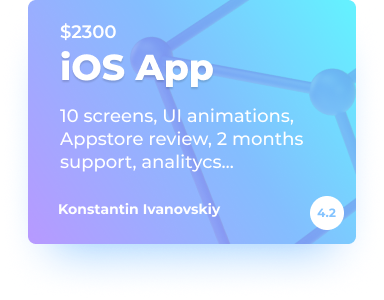 $2300
iOS App
10 screens, UI animations,
Appstore review, 2 months
support, analitycs...
Konstantin Ivanovskiy
4.2